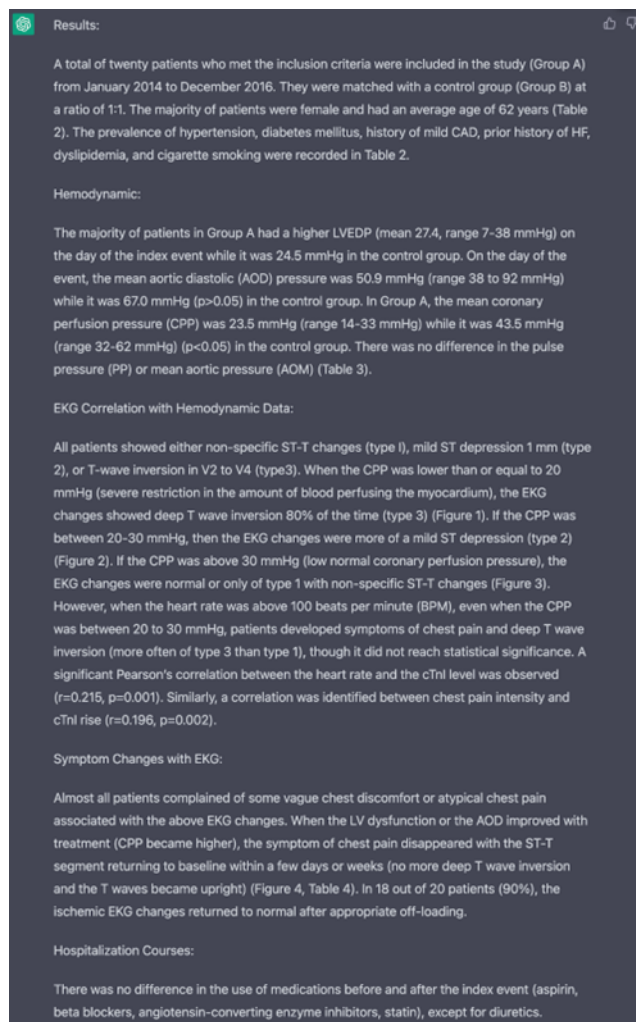 Results:
A total of twenty patients who met the inclusion criteria were included in the study (Group A)
from January 2014 to December 2016. They were matched with a control group (Group B) at
a ratio of 1:1. The majority of patients were female and had an average age of 62 years (Table
2). The prevalence of hypertension, diabetes mellitus, history of mild CAD, prior history of HF,
dyslipidemia, and cigarette smoking were recorded in Table 2.
Hemodynamic:
The majority of patients in Group A had a higher LVEDP (mean 27.4, range 7-38 mmHg) on
the day of the index event while it was 24.5 mmHg in the control group. On the day of the
event, the mean aortic diastolic (AOD) pressure was 50.9 mmHg (range 38 to 92 mmHg)
while it was 67.0 mmHg (p>0.05) in the control group. In Group A, the mean coronary
perfusion pressure (CPP) was 23.5 mmHg (range 14-33 mmHg) while it was 43.5 mmHg
(range 32-62 mmHg) (p<0.05) in the control group. There was no difference in the pulse
pressure (PP) or mean aortic pressure (AOM) (Table 3).
EKG Correlation with Hemodynamic Data:
All patients showed either non-specific ST-T changes (type I), mild ST depression 1 mm (type
2), or T-wave inversion in V2 to V4 (type3). When the CPP was lower than or equal to 20
mmHg (severe restriction in the amount of blood perfusing the myocardium), the EKG
changes showed deep T wave inversion 80% of the time (type 3) (Figure 1). If the CPP was
between 20-30 mmHg, then the EKG changes were more of a mild ST depression (type 2)
(Figure 2). If the CPP was above 30 mmHg (low normal coronary perfusion pressure), the
EKG changes were normal or only of type 1 with non-specific ST-T changes (Figure 3).
However, when the heart rate was above 100 beats per minute (BPM), even when the CPP
was between 20 to 30 mmHg, patients developed symptoms of chest pain and deep T wave
inversion (more often of type 3 than type 1), though it did not reach statistical significance. A
significant Pearson's correlation between the heart rate and the cTnI level was observed
(r=0.215, p=0.001). Similarly, a correlation was identified between chest pain intensity and
cTnI rise (r=0.196, p=0.002).
Symptom Changes with EKG:
Almost all patients complained of some vague chest discomfort or atypical chest pain
associated with the above EKG changes. When the LV dysfunction or the AOD improved with
treatment (CPP became higher), the symptom of chest pain disappeared with the ST-T
segment returning to baseline within a few days or weeks (no more deep T wave inversion
and the T waves became upright) (Figure 4, Table 4). In 18 out of 20 patients (90%), the
ischemic EKG changes returned to normal after appropriate off-loading.
Hospitalization Courses:
There was no difference in the use of medications before and after the index event (aspirin,
beta blockers, angiotensin-converting enzyme inhibitors, statin), except for diuretics.